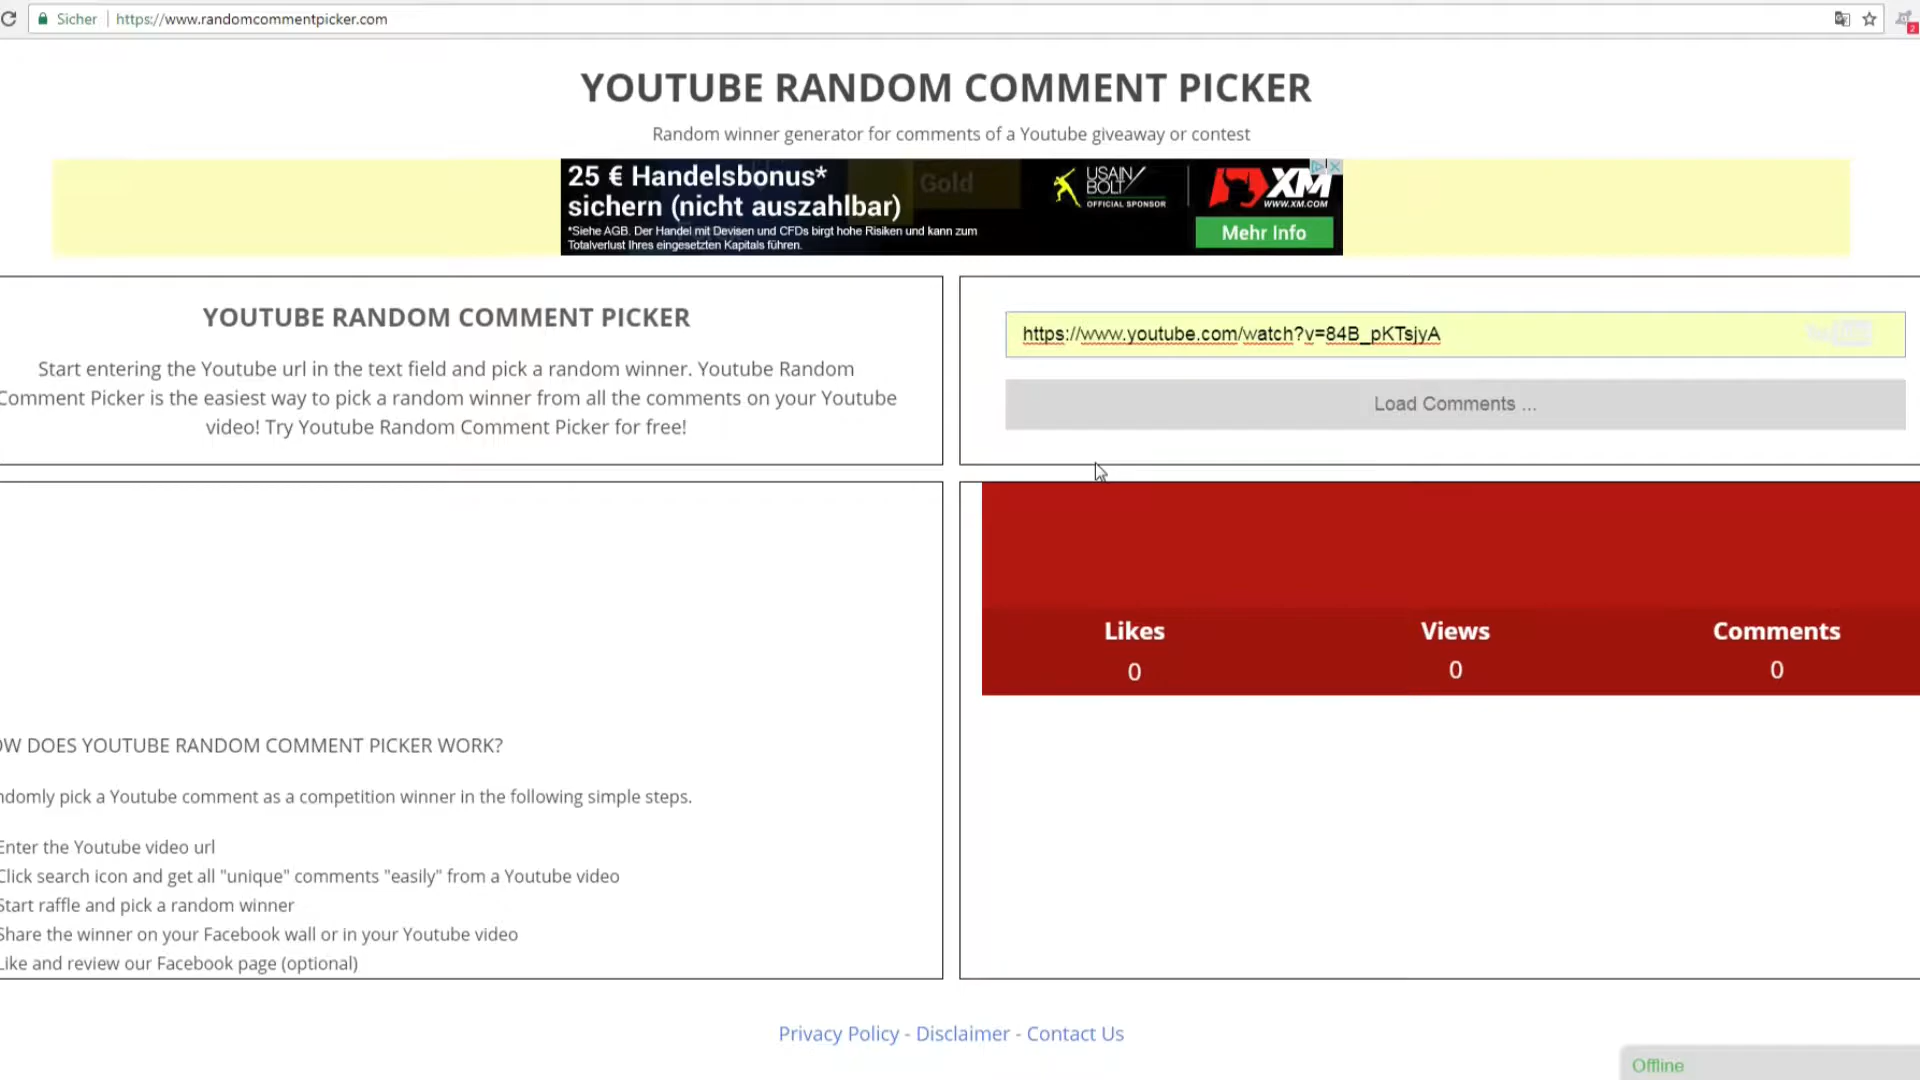 Sicher https://www.randomcommentpicker.com
2
YOUTUBE RANDOM COMMENT PICKER
Random winner generator for comments of a Youtube giveaway or contest
25 € Handelsbonus*
sichern (nicht auszahlbar)
*Siehe AGB. Der Handel mit Devisen und CFDs birgt hohe Risiken und kann zum
Totalverlust Ihres eingesetzten Kapitals führen.
Gold
USAIN
BOLT
OFFICIAL SPONSOR
XM
WWW.XM.COM
Mehr Info
YOUTUBE RANDOM COMMENT PICKER
Start entering the Youtube url in the text field and pick a random winner. Youtube Random
Comment Picker is the easiest way to pick a random winner from all the comments on your Youtube
video! Try Youtube Random Comment Picker for free!
https://www.youtube.com/watch?v=84B_pKTsjyA
Load Comments ...
Likes Views Comments
0 0 0
OW DOES YOUTUBE RANDOM COMMENT PICKER WORK?
ndomly pick a Youtube comment as a competition winner in the following simple steps.
Enter the Youtube video url
Click search icon and get all "unique" comments "easily" from a Youtube video
Start raffle and pick a random winner
Share the winner on your Facebook wall or in your Youtube video
Like and review our Facebook page (optional)
Privacy Policy - Disclaimer - Contact Us
Offline